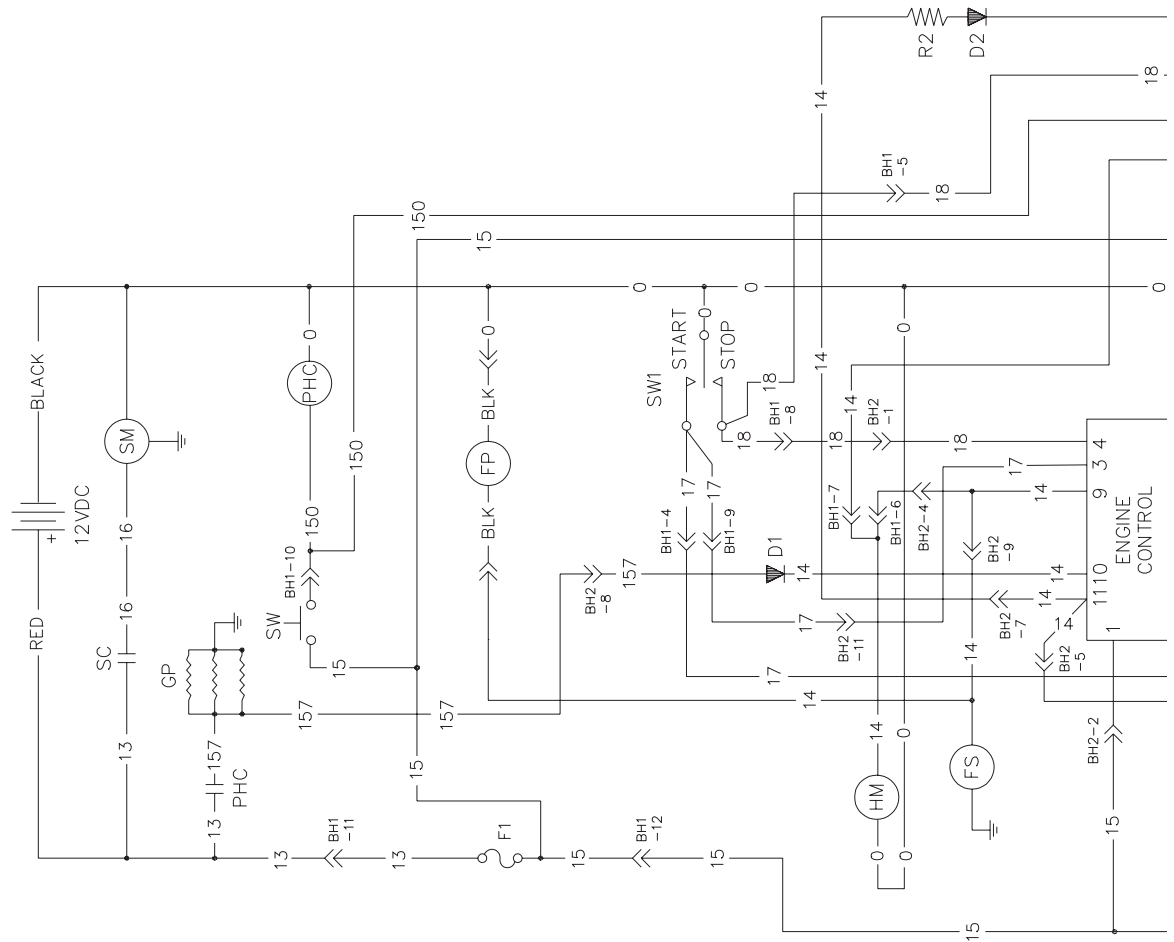 14
R2
D2
18
BH1
-5
18
150
15
BLACK
0
0
0
0
0
0
RED
+
12VDC
SM
16
16
SC
13
PHC
150
150
BH1-10
SW
15
GP
157
157
157
PHC
13
BLK
FP
BLK
SW1
START
STOP
18
BH1
-8
18
18
BH2
-1
18
14
14
17
17
BH1-4
BH1-9
BH1-7
BH1-6
BH2-4
14
17
BH2
-9
D1
14
14
BH2
-8
157
17
BH2
-11
BH2
-7
14
14
BH2
-5
4
3
9
10
11
1
ENGINE
CONTROL
17
14
14
14
0
HM
FS
0
0
BH2-2
15
15
13
BH1
-11
13
F1
15
BH1
-12
15
15